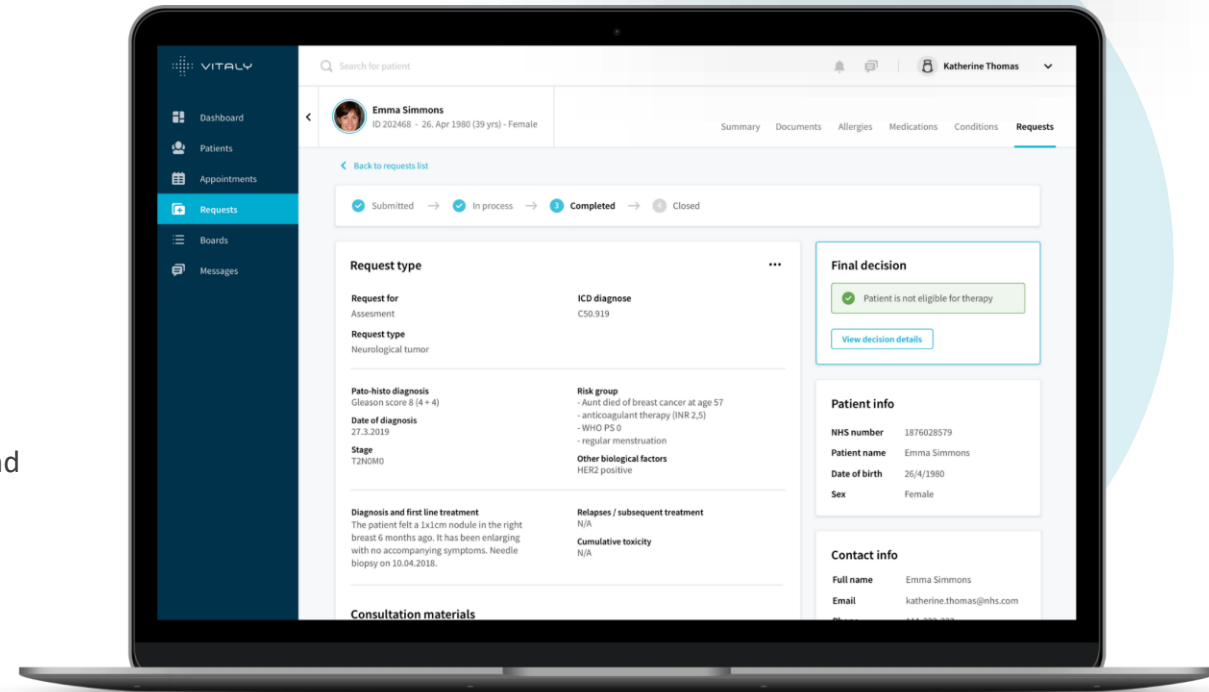 VITALY
Search for patient
Katherine Thomas
Dashboard
Patients
Appointments
Requests
Boards
Messages
Emma Simmons
ID 202468 - 26. Apr 1980 (39 yrs) - Female
Summary Documents Allergies Medications Conditions Requests
Back to requests list
Submitted → In process → 3 Completed → Closed
Request type
Request for
Assesment
ICD diagnose
C50.919
Request type
Neurological tumor
Pato-histo diagnosis
Gleason score 8 (4 + 4)
Date of diagnosis
27.3.2019
Stage
T2N0M0
Risk group
- Aunt died of breast cancer at age 57
- anticoagulant therapy (INR 2,5)
- WHO PS 0
- regular menstruation
Other biological factors
HER2 positive
Diagnosis and first line treatment
The patient felt a 1x1cm nodule in the right
breast 6 months ago. It has been enlarging
with no accompanying symptoms. Needle
biopsy on 10.04.2018.
Relapses / subsequent treatment
N/A
Cumulative toxicity
N/A
Consultation materials
Final decision
Patient is not eligible for therapy
View decision details
Patient info
NHS number 1876028579
Patient name Emma Simmons
Date of birth 26/4/1980
Sex Female
Contact info
Full name Emma Simmons
Email katherine.thomas@nhs.com